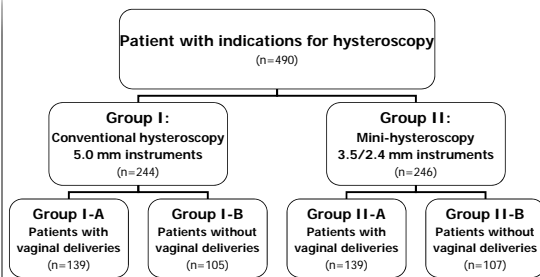 Patient with indications for hysteroscopy
(n=490)
Group I:
Conventional hysteroscopy
5.0 mm instruments
(n=244)
Group II:
Mini-hysteroscopy
3.5/2.4 mm instruments
(n=246)
Group I-A
Patients with
vaginal deliveries
(n=139)
Group I-B
Patients without
vaginal deliveries
(n=105)
Group II-A
Patients with
vaginal deliveries
(n=139)
Group II-B
Patients without
vaginal deliveries
(n=107)